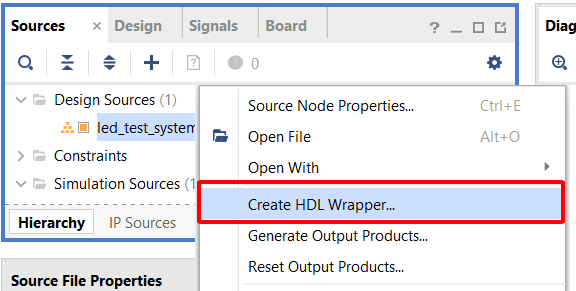 Sources × Design Signals Board ? Diag
0
Design Sources (1)
led_test_system
Constraints
Simulation Sources (1
Hierarchy IP Sources
Source File Properties
Source Node Properties... Ctrl+E
Open File Alt+O
Open With
Create HDL Wrapper...
Generate Output Products...
Reset Output Products...